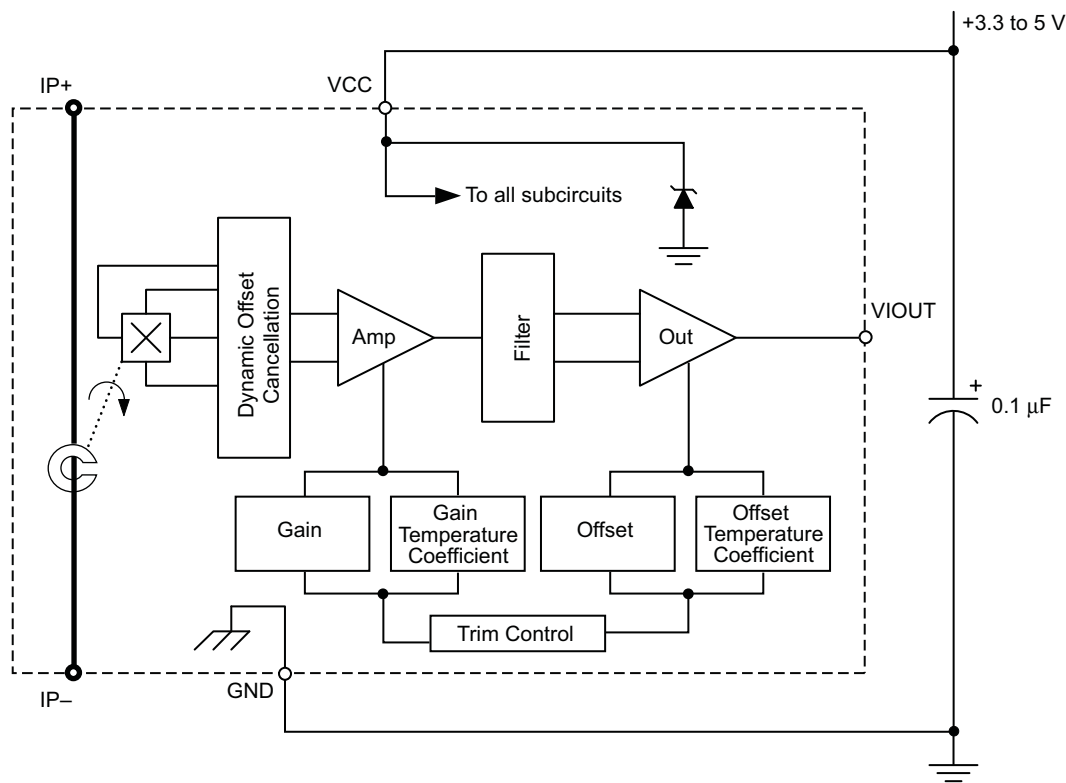 +3.3 to 5 V
IP+
VCC
To all subcircuits
Dynamic Offset
Cancellation
Amp
Filter
Out
VIOUT
+
0.1 μF
Gain
Gain
Temperature
Coefficient
Offset
Offset
Temperature
Coefficient
Trim Control
IP–
GND